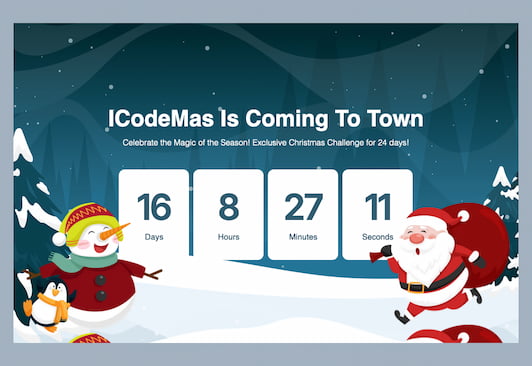 ICodeMas Is Coming To Town
Celebrate the Magic of the Season! Exclusive Christmas Challenge for 24 days!
16 8 27 11
Days Hours Minutes Seconds